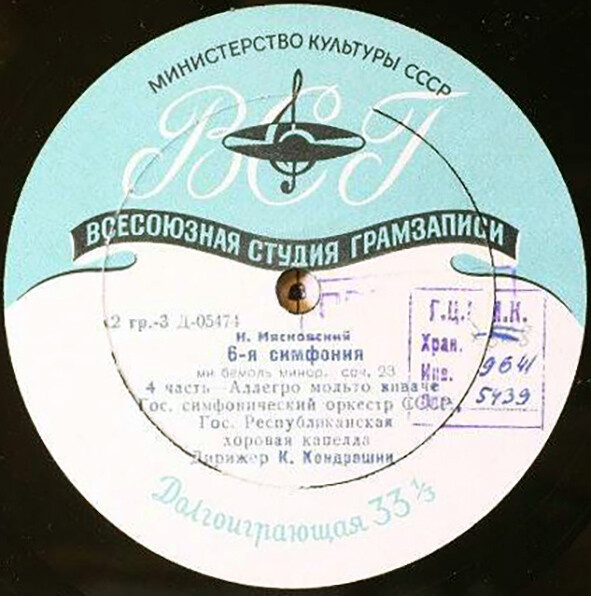 МИНИСТЕРСТВО КУЛЬТУРЫ СССР
ВСГ
ВСЕСОЮЗНАЯ СТУДИЯ ГРАМЗАПИСИ
2 гр.-3 Д-05474
Н. Мясковский
6-я симфония
ми бемоль минор. соч. 23
4 часть - Аллегро мольто виваче
Гос. симфонический оркестр СССР,
Гос. Республиканская
хоровая капелла
Дирижер К. Кондрашин
Долгоиграющая 33 1/3
Г.Ц. М.К.
Хран.
Инв. 9641
5439